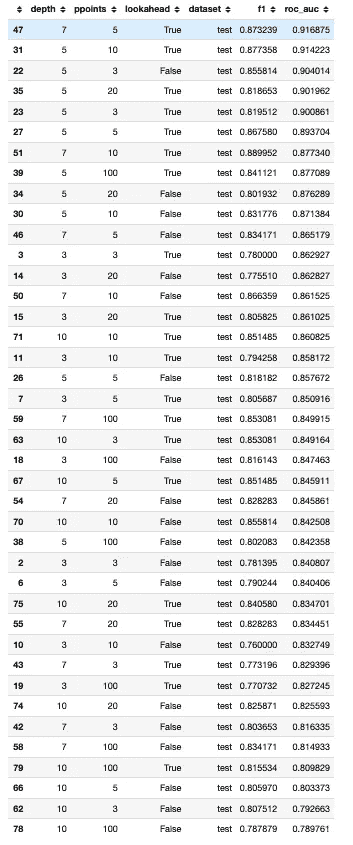 depth ppoints lookahead dataset f1 roc_auc
47 7 5 True test 0.873239 0.916875
31 5 10 True test 0.877358 0.914223
22 5 3 False test 0.855814 0.904014
35 5 20 True test 0.818653 0.901962
23 5 3 True test 0.819512 0.900861
27 5 5 True test 0.867580 0.893704
51 7 10 True test 0.889952 0.877340
39 5 100 True test 0.841121 0.877089
34 5 20 False test 0.801932 0.876289
30 5 10 False test 0.831776 0.871384
46 7 5 False test 0.834171 0.865179
3 3 3 True test 0.780000 0.862927
14 3 20 False test 0.775510 0.862827
50 7 10 False test 0.866359 0.861525
15 3 20 True test 0.805825 0.861025
71 10 10 True test 0.851485 0.860825
11 3 10 True test 0.794258 0.858172
26 5 5 False test 0.818182 0.857672
7 3 5 True test 0.805687 0.850916
59 7 100 True test 0.853081 0.849915
63 10 3 True test 0.853081 0.849164
18 3 100 False test 0.816143 0.847463
67 10 5 True test 0.851485 0.845911
54 7 20 False test 0.828283 0.845861
70 10 10 False test 0.855814 0.842508
38 5 100 False test 0.802083 0.842358
2 3 3 False test 0.781395 0.840807
6 3 5 False test 0.790244 0.840406
75 10 20 True test 0.840580 0.834701
55 7 20 True test 0.828283 0.834451
10 3 10 False test 0.760000 0.832749
43 7 3 True test 0.773196 0.829396
19 3 100 True test 0.770732 0.827245
74 10 20 False test 0.825871 0.825593
42 7 3 False test 0.803653 0.816335
58 7 100 False test 0.834171 0.814933
79 10 100 True test 0.815534 0.809829
66 10 5 False test 0.805970 0.803373
62 10 3 False test 0.807512 0.792663
78 10 100 False test 0.787879 0.789761